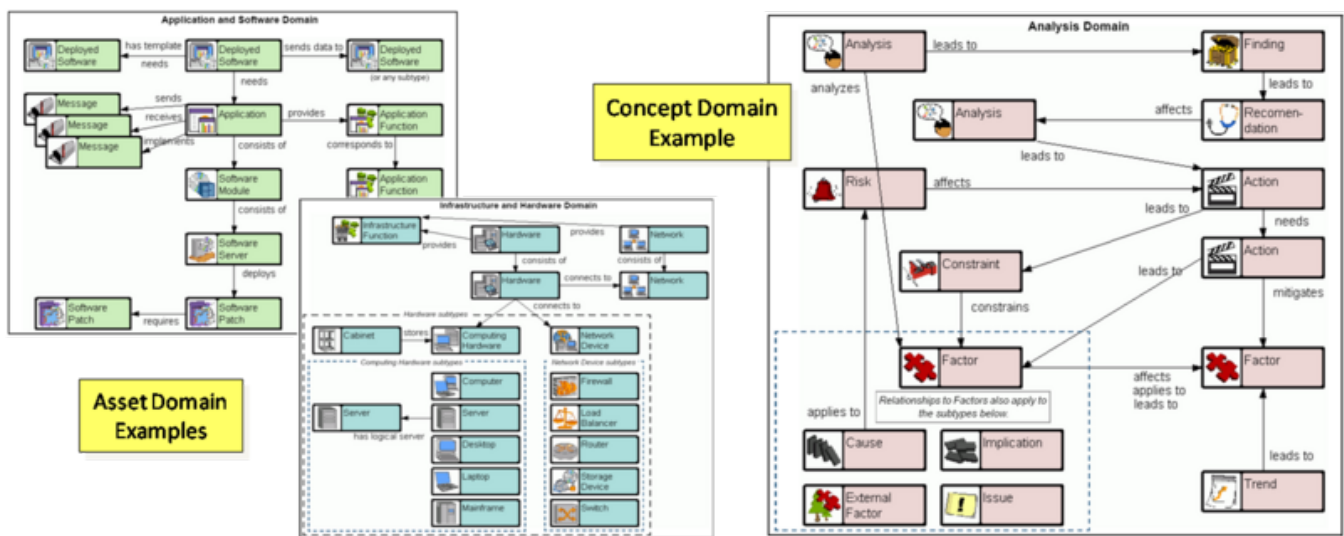 Application and Software Domain
Deployed
Software
has template
needs
Deployed
Software
sends data to
Deployed
Software
(or any subtype)
needs
Message
Message
Message
sends
receives
implements
Application
provides
Application
Function
consists of
corresponds to
Software
Module
Application
Function
consists of
Software
Server
deploys
Software
Patch
requires
Software
Patch
Asset Domain
Examples
Infrastructure and Hardware Domain
Infrastructure
Function
provides
Hardware
provides
Network
consists of
consists of
Hardware
connects to
Network
connects to
Hardware subtypes
Cabinet
stores
Computing
Hardware
Network
Device
Computing Hardware subtypes
Network Device subtypes
Computer
Firewall
Server
has logical server
Server
Load
Balancer
Desktop
Router
Laptop
Storage
Device
Mainframe
Switch
Concept Domain
Example
Analysis Domain
Analysis
leads to
Finding
analyzes
leads to
Analysis
affects
Recomen-
dation
leads to
Risk
affects
Action
leads to
needs
Constraint
leads to
Action
constrains
mitigates
Factor
affects
applies to
leads to
Factor
Relationships to Factors also apply to
the subtypes below.
applies to
Cause
Implication
leads to
External
Factor
Issue
Trend